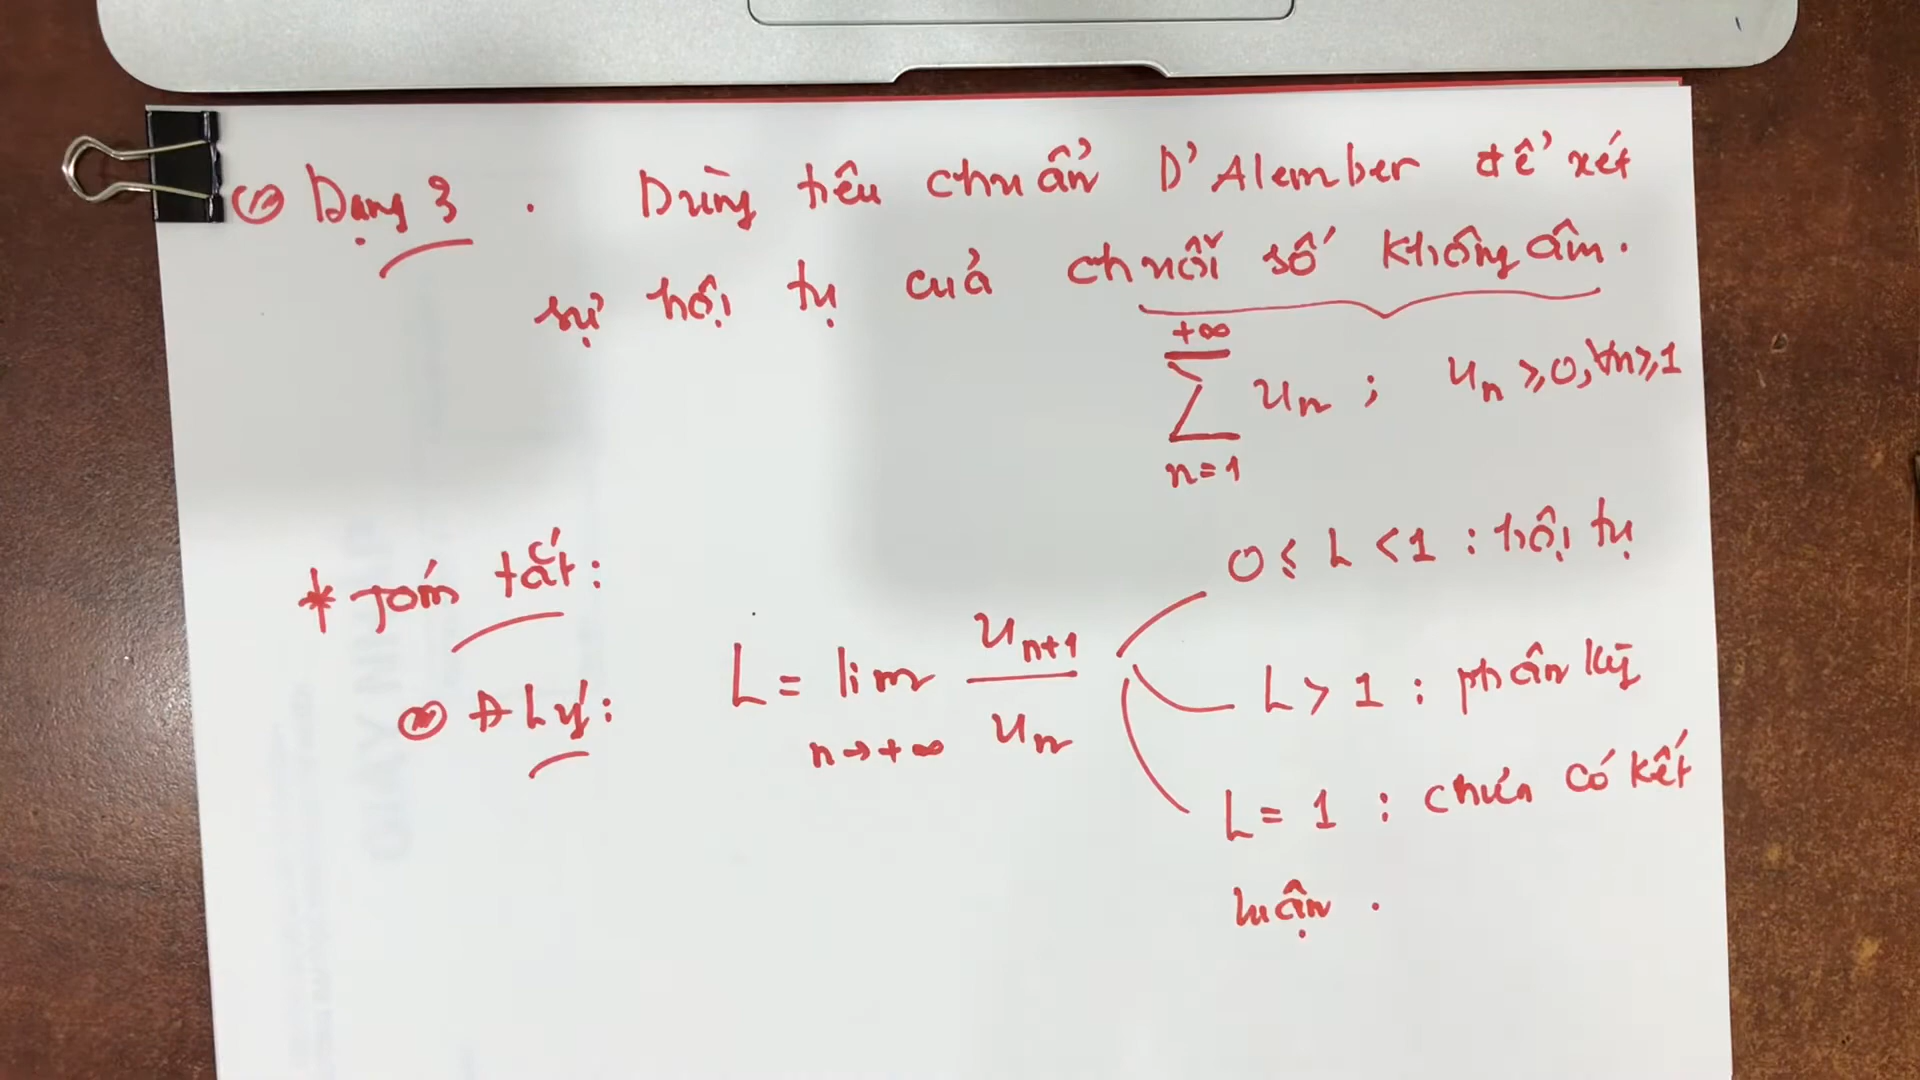 Dạng 3 . Dùng tiêu chuẩn D'Alember để xét
sự hội tụ của chuỗi số không âm.
+∞
∑ uₙ ; uₙ ⩾ 0, ∀n ⩾ 1
n=1
* Tóm tắt:
0 ≤ L < 1 : hội tụ
ĐLý: L = lim uₙ₊₁ / uₙ
n→+∞
L > 1 : phân kỳ
L = 1 : chưa có kết
luận .